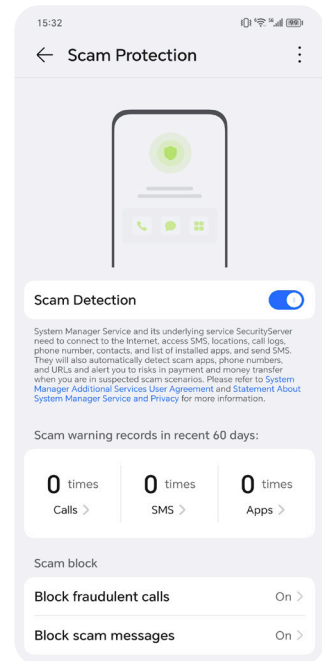 15:32
99
Scam Protection
Scam Detection
System Manager Service and its underlying service SecurityServer
need to connect to the Internet, access SMS, locations, call logs,
phone number, contacts, and list of installed apps, and send SMS.
They will also automatically detect scam apps, phone numbers,
and URLs and alert you to risks in payment and money transfer
when you are in suspected scam scenarios. Please refer to System
Manager Additional Services User Agreement and Statement About
System Manager Service and Privacy for more information.
Scam warning records in recent 60 days:
0 times 0 times 0 times
Calls SMS Apps
Scam block
Block fraudulent calls On
Block scam messages On